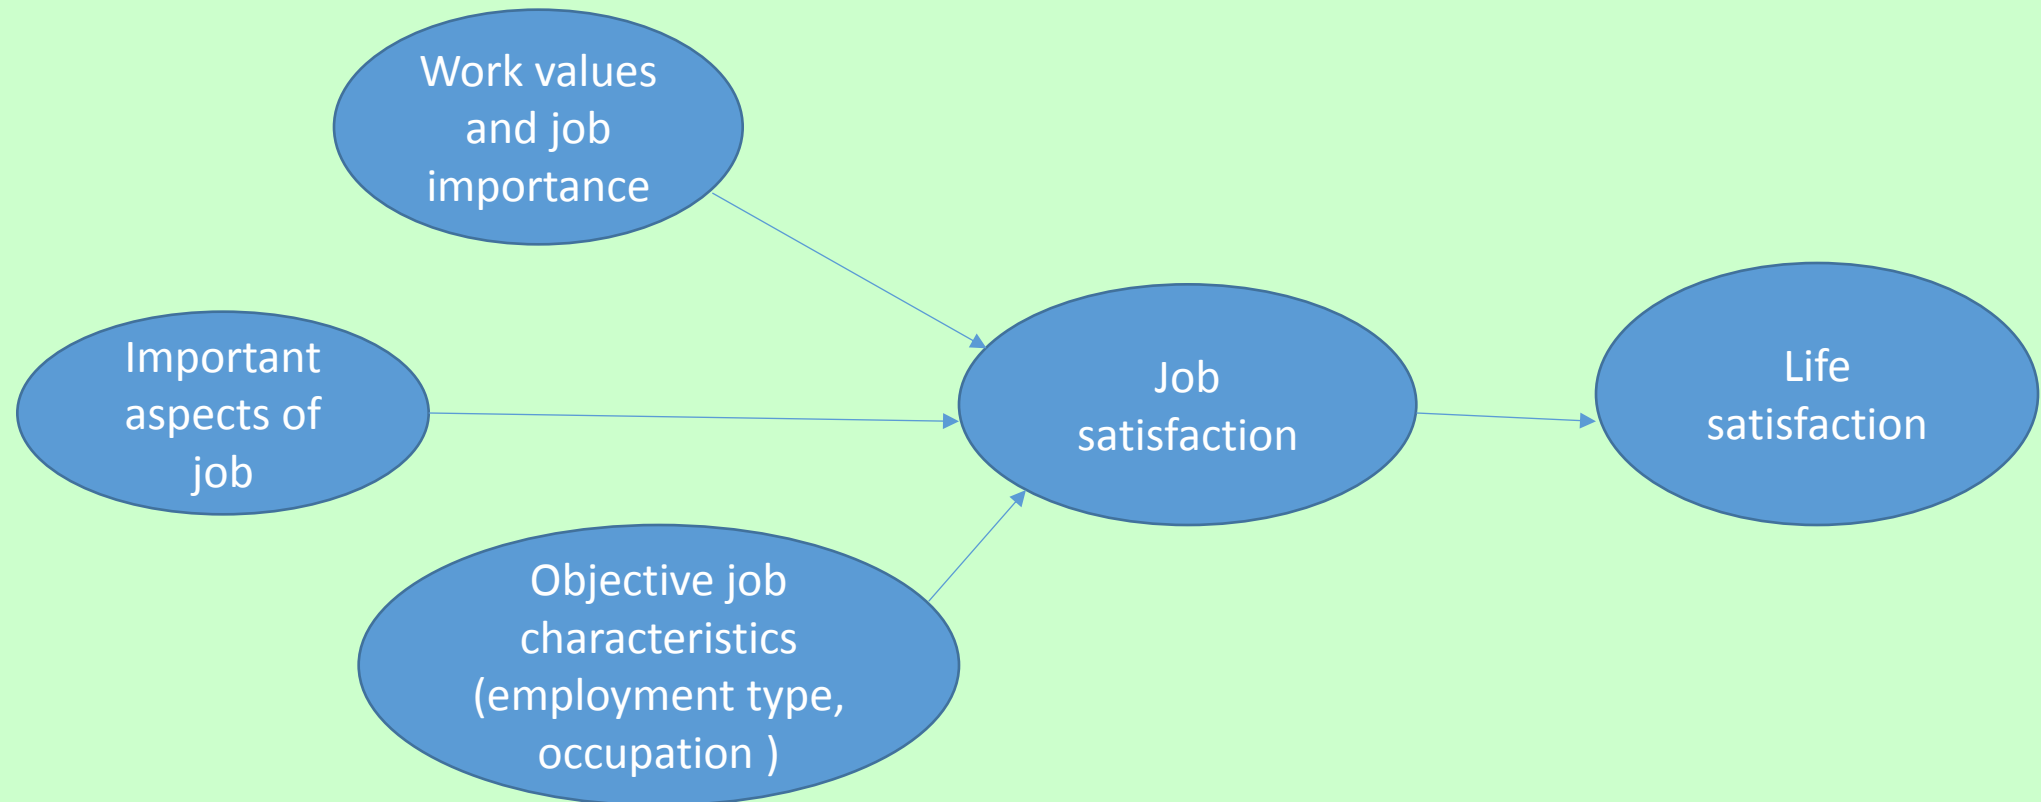 Work values
and job
importance
Important
aspects of
job
Job
satisfaction
Life
satisfaction
Objective job
characteristics
(employment type,
occupation )